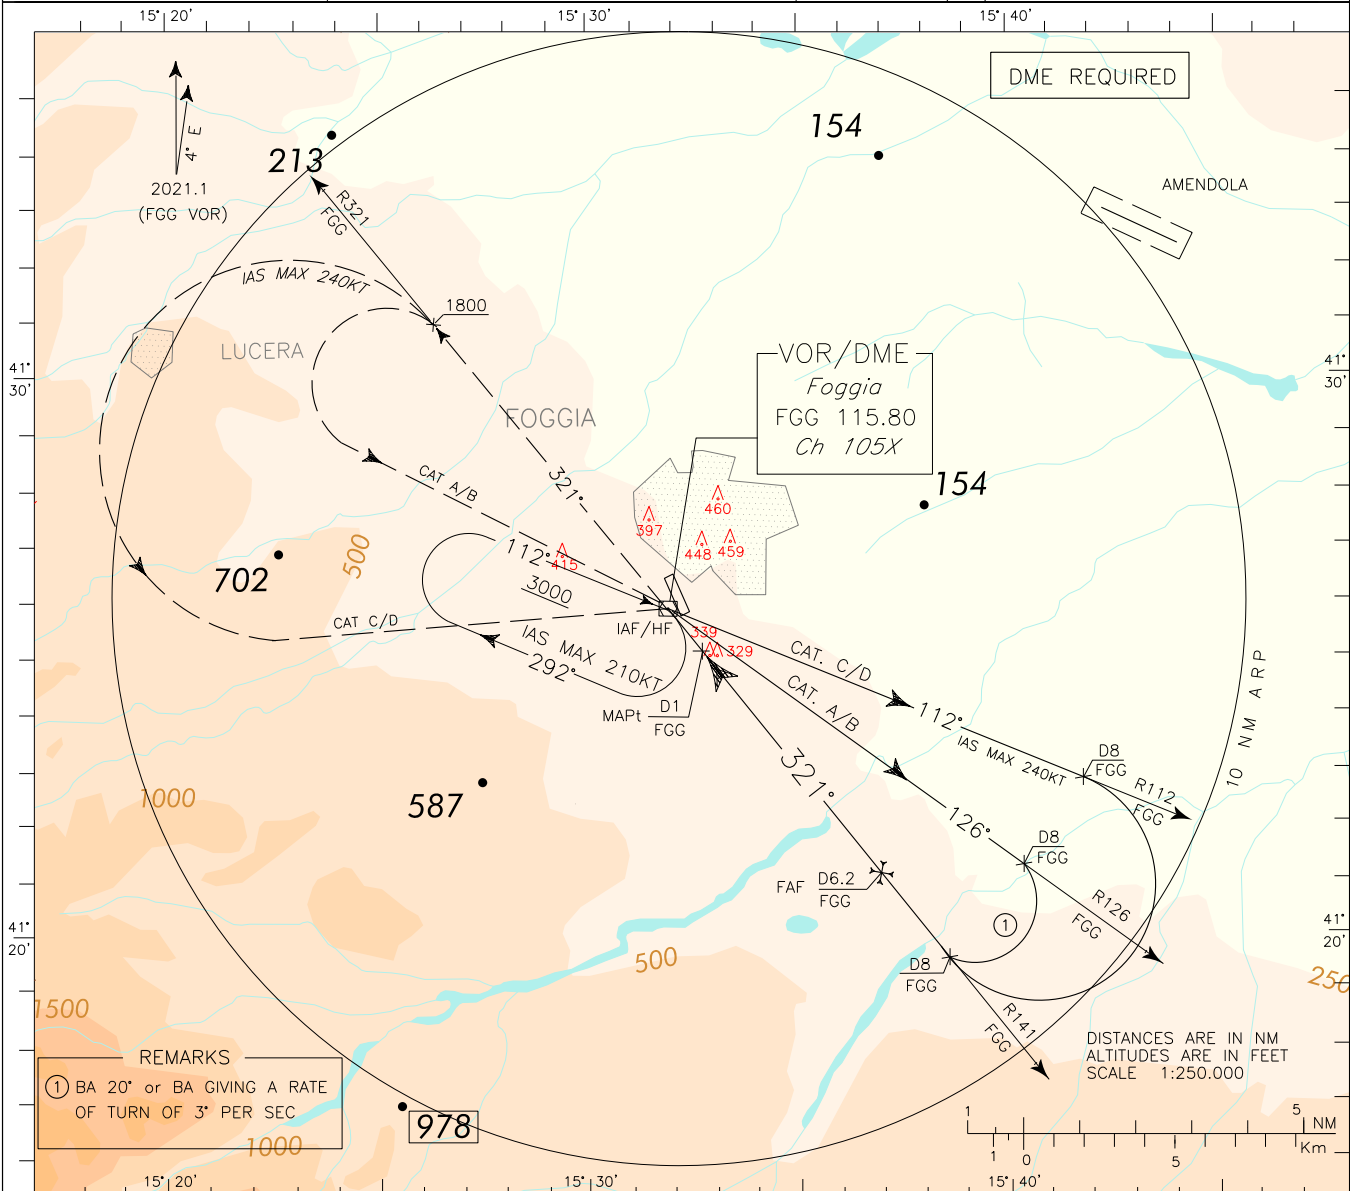 15° 20'
15° 30'
15° 40'
DME REQUIRED
4° E
2021.1
(FGG VOR)
213
154
AMENDOLA
R321
FGG
IAS MAX 240KT
1800
LUCERA
FOGGIA
VOR/DME
Foggia
FGG 115.80
Ch 105X
41°
30'
41°
30'
CAT A/B
321°
154
460
397
448
459
415
112°
3000
500
702
CAT C/D
IAF/HF
339
329
IAS MAX 210KT
292°
MAPt
D1
FGG
CAT. C/D
CAT. A/B
112°
IAS MAX 240KT
D8
FGG
R112
FGG
10 NM ARP
321°
126°
D8
FGG
R126
FGG
1000
587
FAF
D6.2
FGG
1
D8
FGG
R141
FGG
41°
20'
41°
20'
500
250
1500
REMARKS
1 BA 20° or BA GIVING A RATE
OF TURN OF 3° PER SEC
978
1000
DISTANCES ARE IN NM
ALTITUDES ARE IN FEET
SCALE 1:250.000
1
5
NM
Km
1
0
5
15° 20'
15° 30'
15° 40'